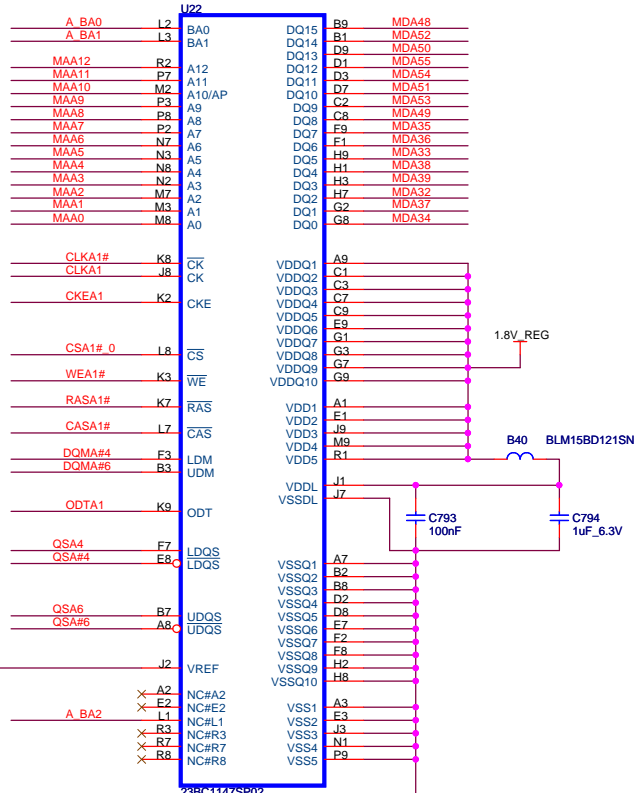 U22
A_BA0 L2 BA0 DQ15 B9 MDA48
A_BA1 L3 BA1 DQ14 B1 MDA52
DQ13 D9 MDA50
MAA12 R2 A12 DQ12 D1 MDA55
MAA11 P7 A11 DQ11 D3 MDA54
MAA10 M2 A10/AP DQ10 D7 MDA51
MAA9 P3 A9 DQ9 C2 MDA53
MAA8 P8 A8 DQ8 C8 MDA49
MAA7 P2 A7 DQ7 F9 MDA35
MAA6 N7 A6 DQ6 F1 MDA36
MAA5 N3 A5 DQ5 H9 MDA33
MAA4 N8 A4 DQ4 H1 MDA38
MAA3 N2 A3 DQ3 H3 MDA39
MAA2 M7 A2 DQ2 H7 MDA32
MAA1 M3 A1 DQ1 G2 MDA37
MAA0 M8 A0 DQ0 G8 MDA34
CLKA1# K8 CK VDDQ1 A9
CLKA1 J8 CK VDDQ2 C1
VDDQ3 C3
CKEA1 K2 CKE VDDQ4 C7
VDDQ5 C9
VDDQ6 E9
VDDQ7 G1
1.8V_REG
CSA1#_0 L8 CS VDDQ8 G3
VDDQ9 G7
WEA1# K3 WE VDDQ10 G9
RASA1# K7 RAS VDD1 A1
VDD2 E1
CASA1# L7 CAS VDD3 J9
VDD4 M9
B40 BLM15BD121SN
DQMA#4 F3 LDM VDD5 R1
DQMA#6 B3 UDM
VDDL J1
VSSDL J7
ODTA1 K9 ODT
C793
100nF
C794
1uF_6.3V
QSA4 F7 LDQS
QSA#4 E8 LDQS VSSQ1 A7
VSSQ2 B2
VSSQ3 B8
VSSQ4 D2
QSA6 B7 UDQS VSSQ5 D8
QSA#6 A8 UDQS VSSQ6 E7
VSSQ7 F2
VSSQ8 F8
J2 VREF VSSQ9 H2
VSSQ10 H8
A2 NC#A2
E2 NC#E2 VSS1 A3
A_BA2 L1 NC#L1 VSS2 E3
R3 NC#R3 VSS3 J3
R7 NC#R7 VSS4 N1
R8 NC#R8 VSS5 P9
23BC1147SP02